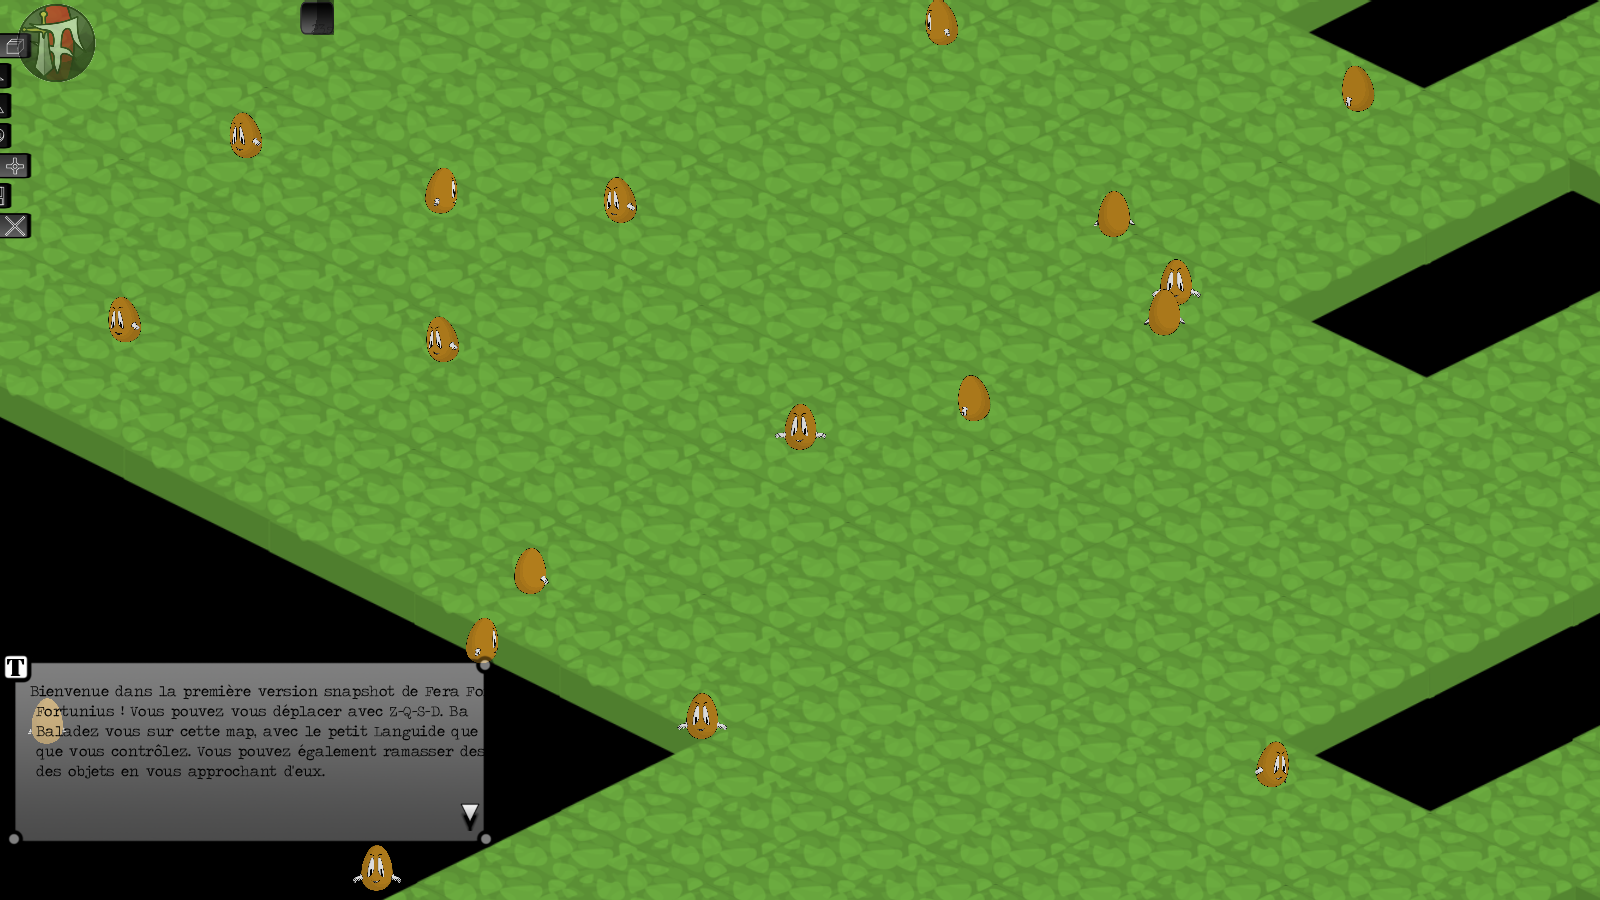 T
Bienvenue dans la première version snapshot de Fera Fo
Fortunius ! Vous pouvez vous déplacer avec Z-Q-S-D. Ba
Baladez vous sur cette map, avec le petit Languide que
que vous contrôlez. Vous pouvez également ramasser des
des objets en vous approchant d'eux.